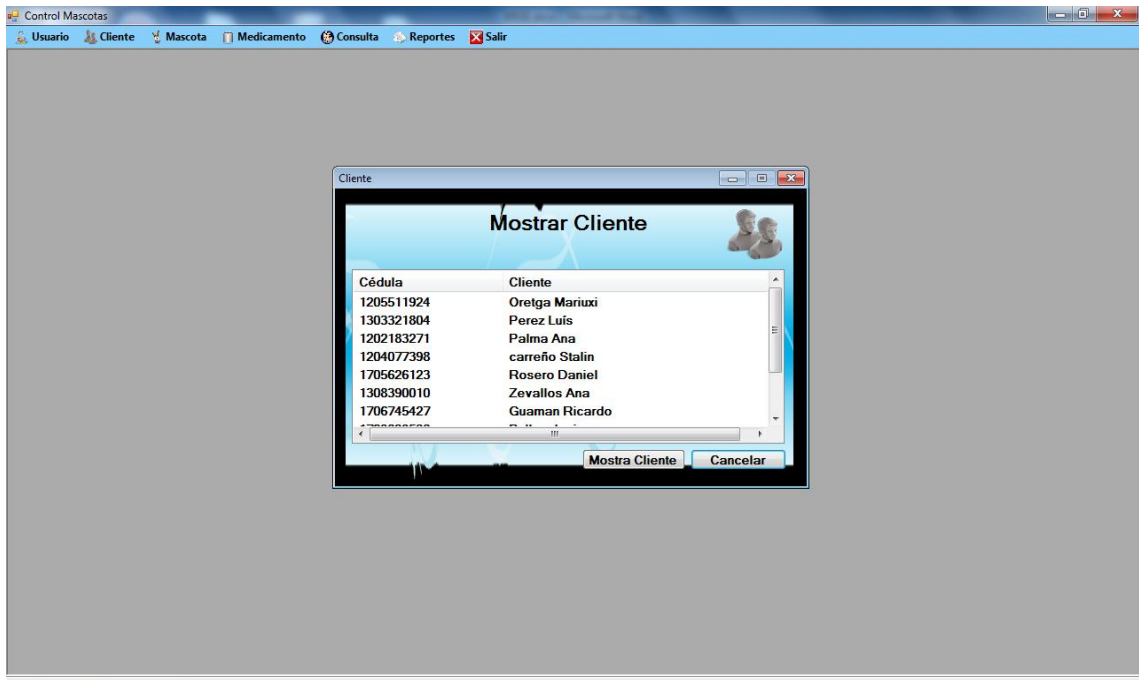 Control Mascotas
Usuario Cliente Mascota Medicamento Consulta Reportes Salir
Cliente
Mostrar Cliente
Cédula Cliente
1205511924 Oretga Mariuxi
1303321804 Perez Luís
1202183271 Palma Ana
1204077398 carreño Stalin
1705626123 Rosero Daniel
1308390010 Zevallos Ana
1706745427 Guaman Ricardo
Mostra Cliente Cancelar